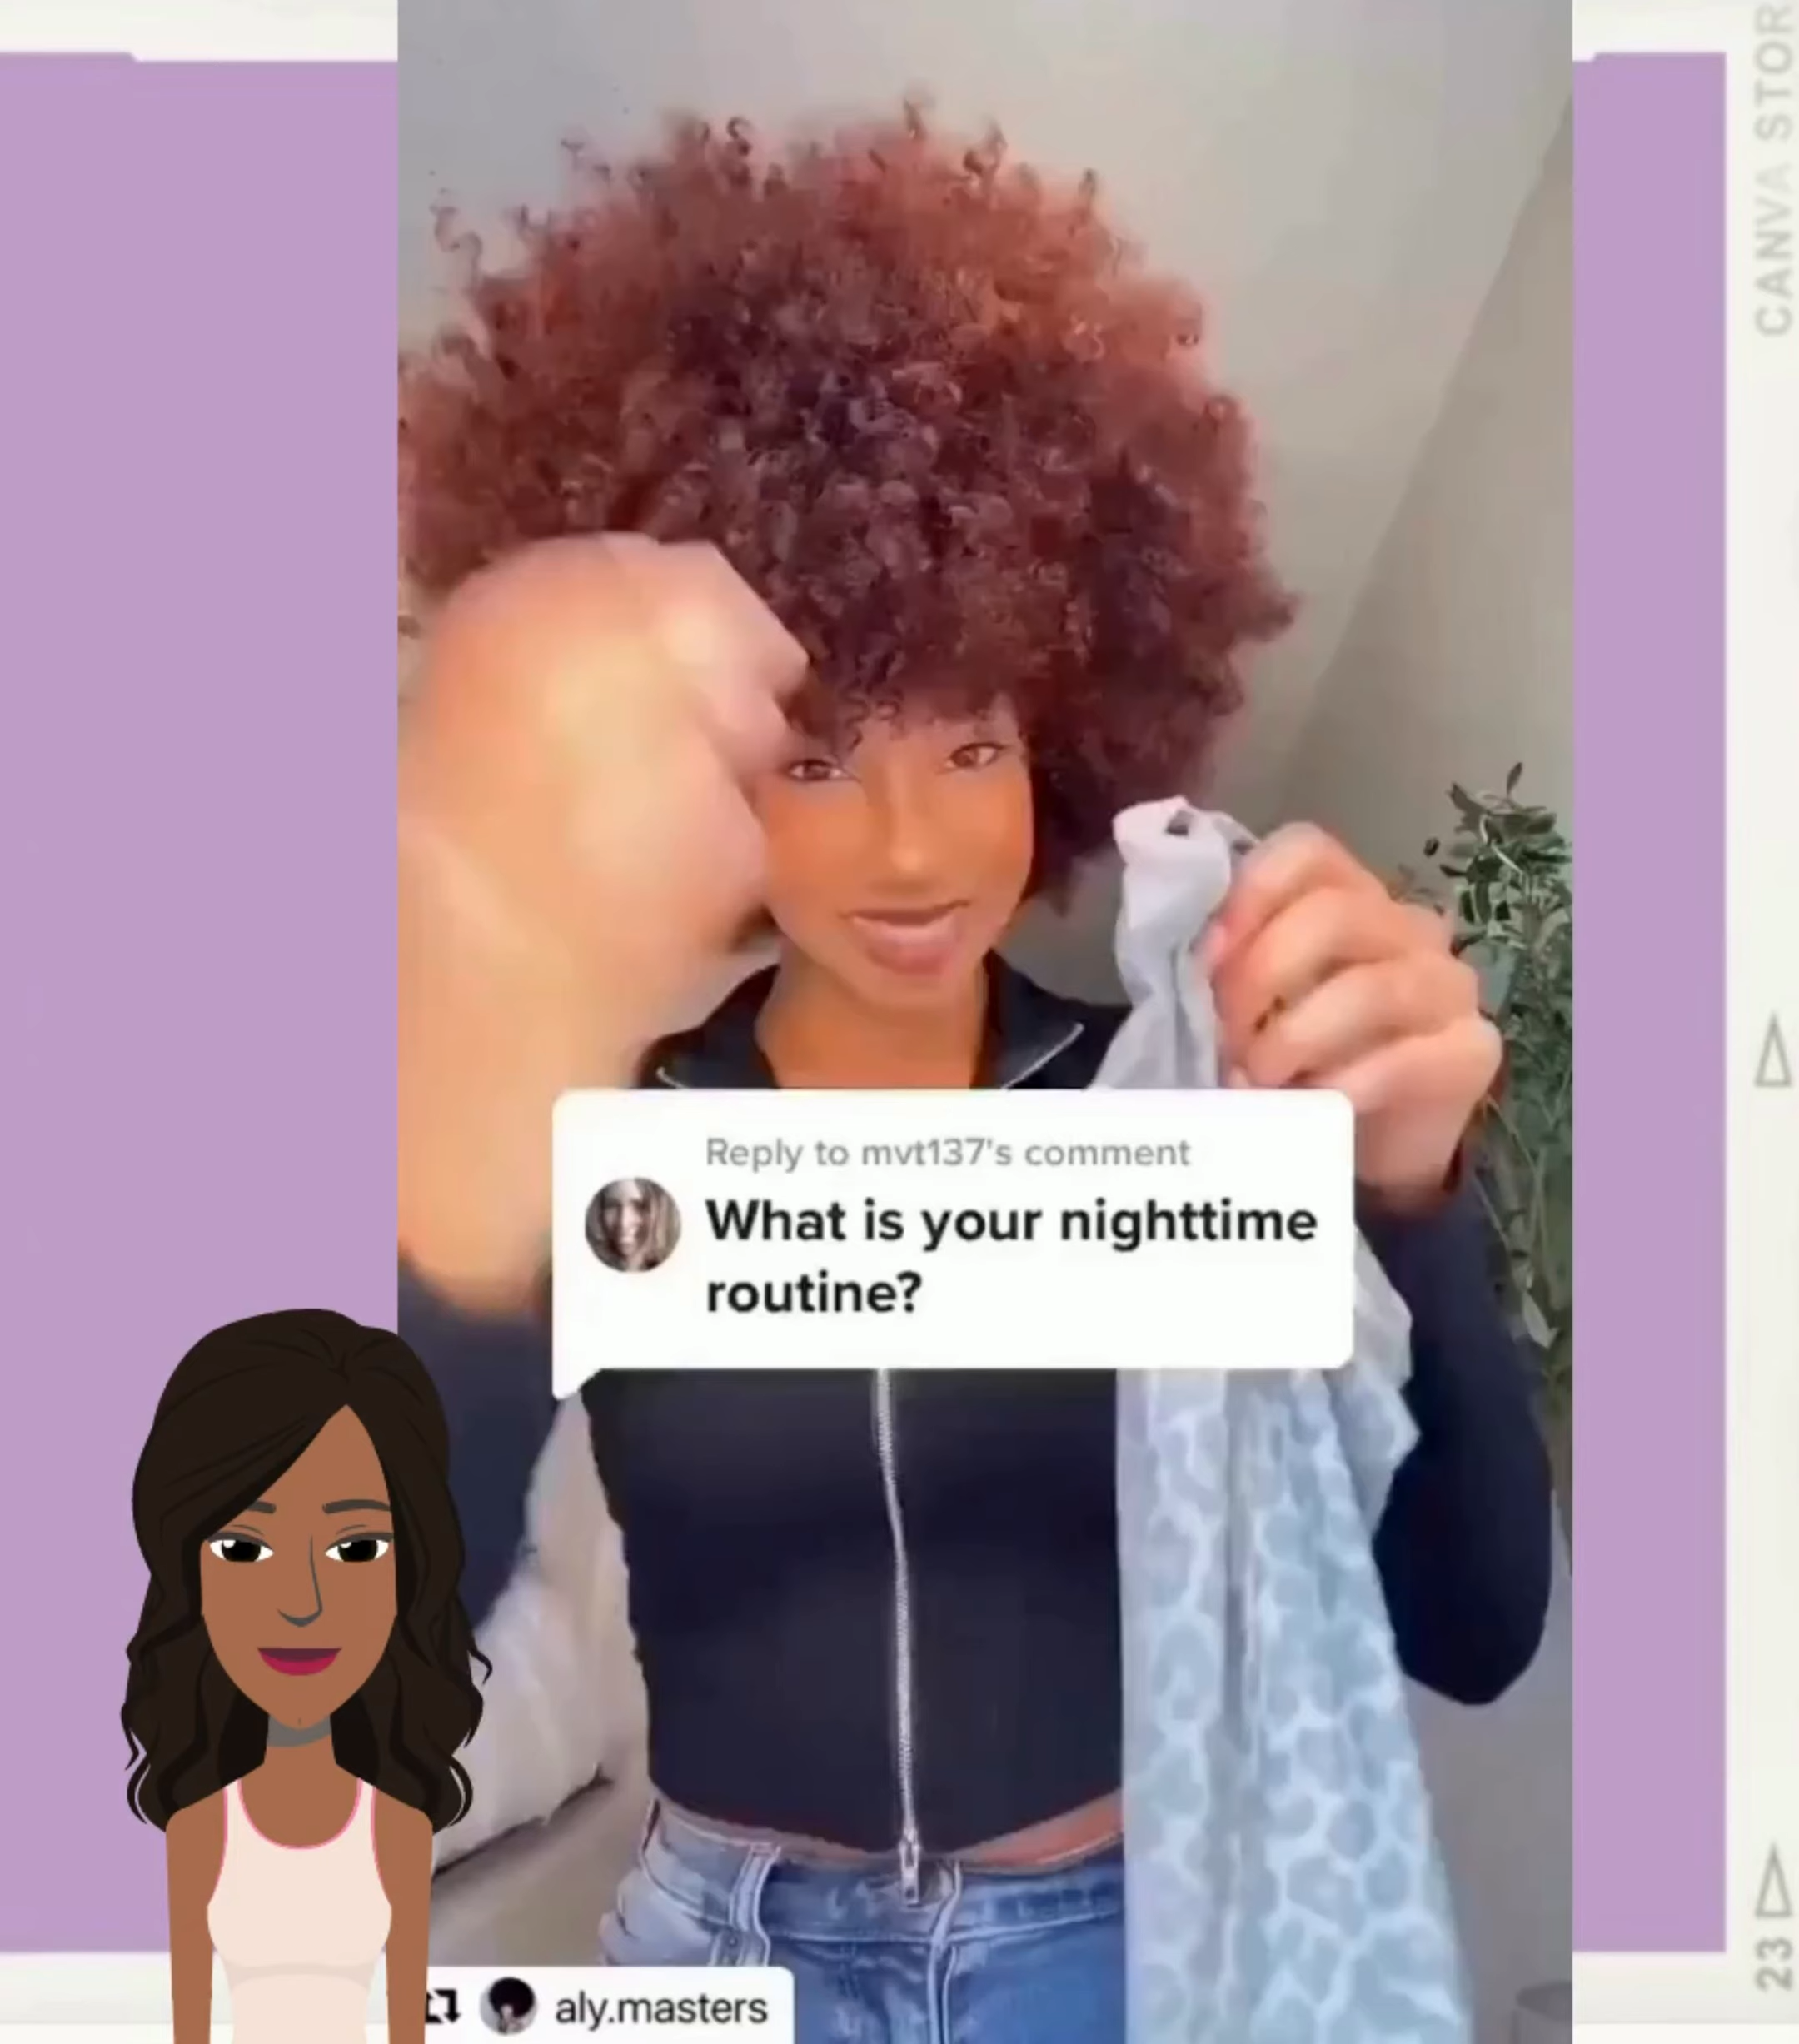 CANVA STOR
Reply to mvt137's comment
What is your nighttime
routine?
23
aly.masters